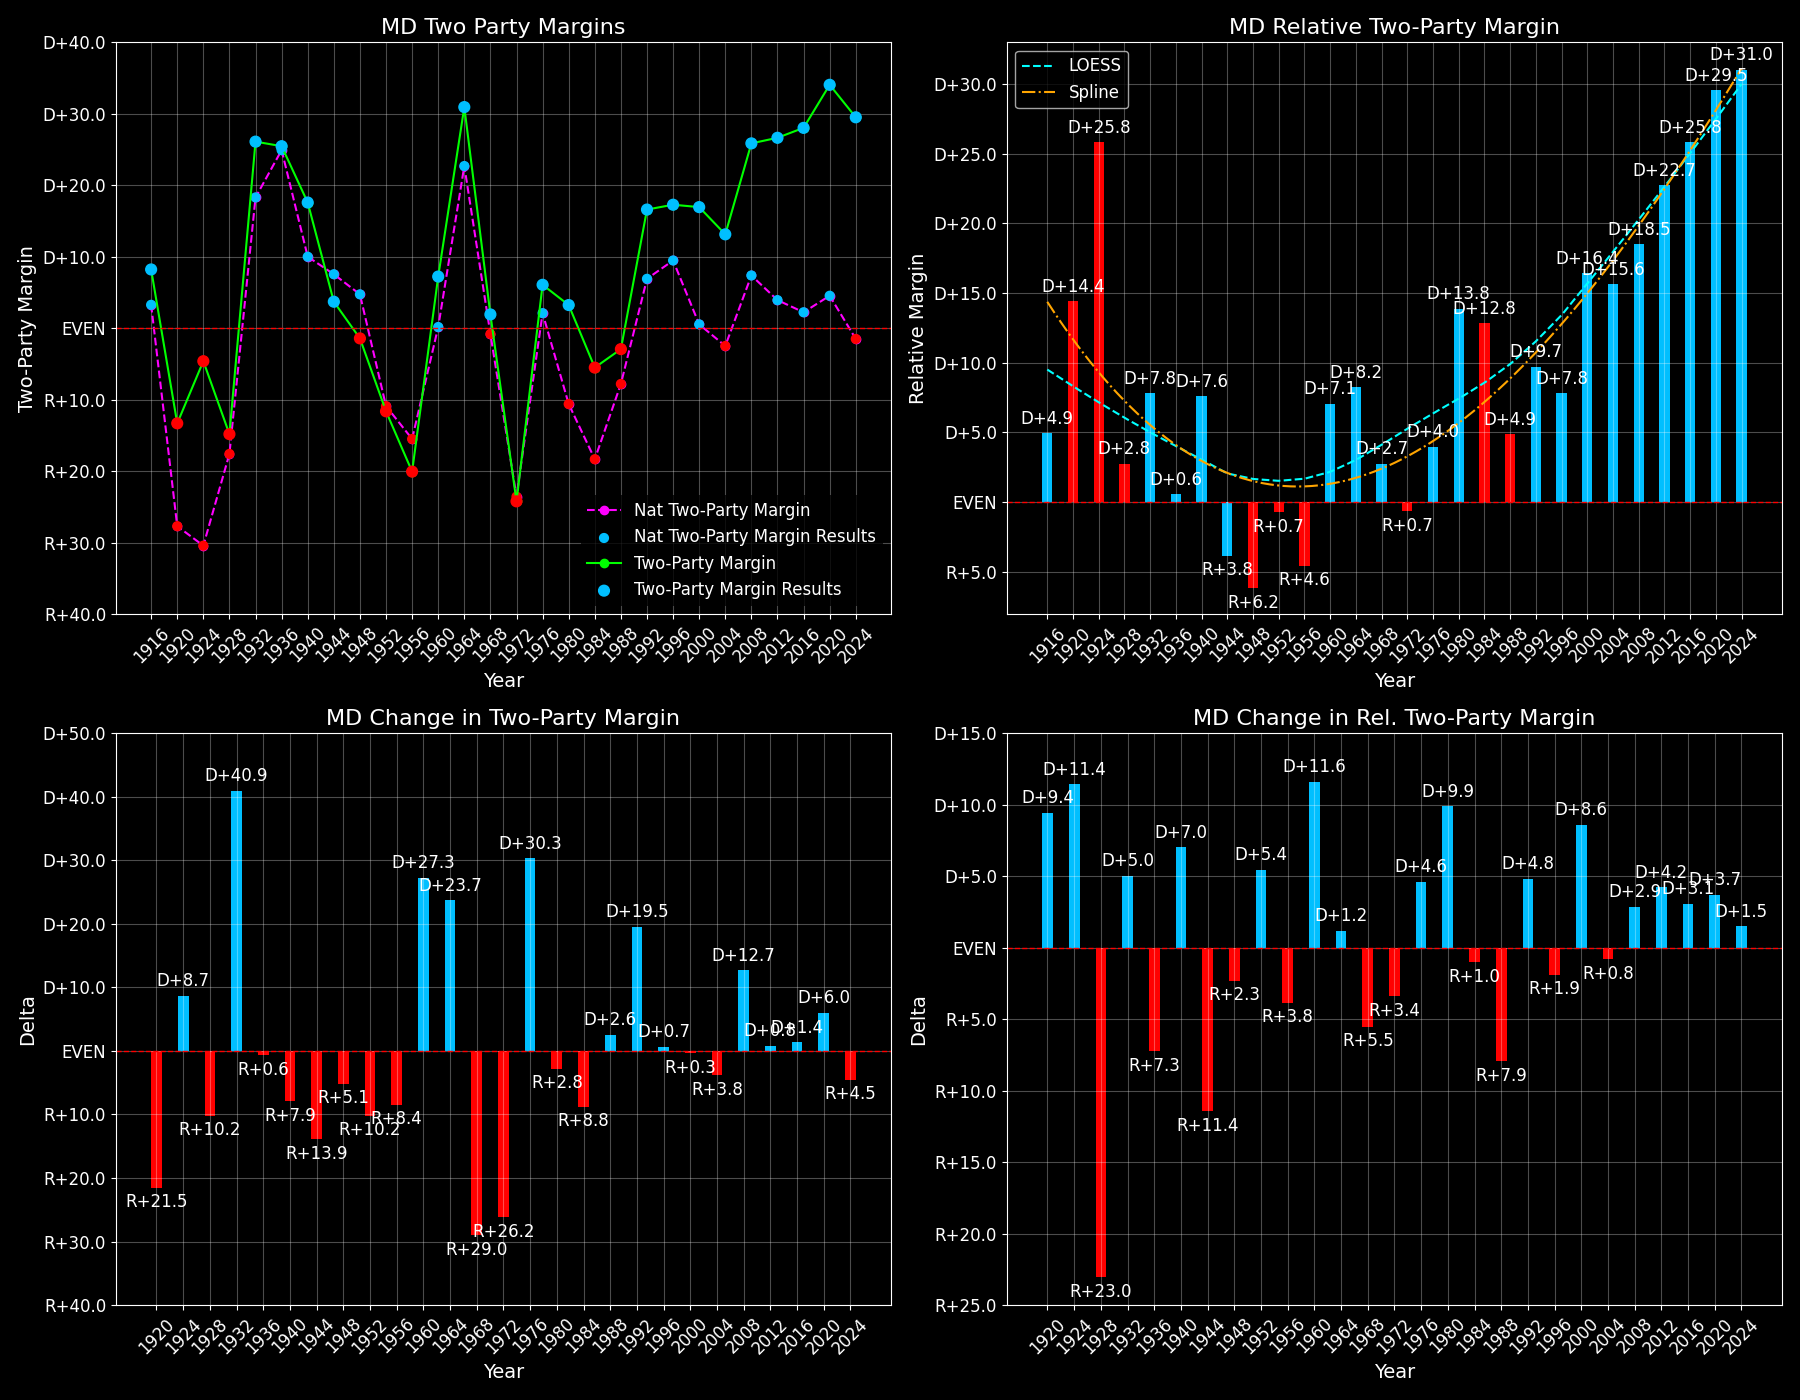 MD Two Party Margins
D+40.0
D+30.0
D+20.0
D+10.0
EVEN
R+10.0
R+20.0
R+30.0
R+40.0
Two-Party Margin
Nat Two-Party Margin
Nat Two-Party Margin Results
Two-Party Margin
Two-Party Margin Results
1916 1920 1924 1928 1932 1936 1940 1944 1948 1952 1956 1960 1964 1968 1972 1976 1980 1984 1988 1992 1996 2000 2004 2008 2012 2016 2020 2024
Year
MD Relative Two-Party Margin
LOESS
Spline
D+30.0
D+25.0
D+20.0
D+15.0
D+10.0
D+5.0
EVEN
R+5.0
Relative Margin
D+4.9 D+14.4 D+25.8 D+2.8 D+7.8 D+0.6 D+7.6 R+3.8 R+6.2 R+0.7 R+4.6 D+7.1 D+8.2 D+2.7 R+0.7 D+4.0 D+13.8 D+12.8 D+4.9 D+9.7 D+7.8 D+16.4 D+15.6 D+18.5 D+22.7 D+25.8 D+29.5 D+31.0
1916 1920 1924 1928 1932 1936 1940 1944 1948 1952 1956 1960 1964 1968 1972 1976 1980 1984 1988 1992 1996 2000 2004 2008 2012 2016 2020 2024
Year
MD Change in Two-Party Margin
D+50.0
D+40.0
D+30.0
D+20.0
D+10.0
EVEN
R+10.0
R+20.0
R+30.0
R+40.0
Delta
R+21.5 D+8.7 R+10.2 D+40.9 R+0.6 R+7.9 R+13.9 R+5.1 R+10.2 R+8.4 D+27.3 D+23.7 R+29.0 R+26.2 D+30.3 R+2.8 R+8.8 D+2.6 D+19.5 D+0.7 R+0.3 R+3.8 D+12.7 D+0.8 D+1.4 D+6.0 R+4.5
1920 1924 1928 1932 1936 1940 1944 1948 1952 1956 1960 1964 1968 1972 1976 1980 1984 1988 1992 1996 2000 2004 2008 2012 2016 2020 2024
Year
MD Change in Rel. Two-Party Margin
D+15.0
D+10.0
D+5.0
EVEN
R+5.0
R+10.0
R+15.0
R+20.0
R+25.0
Delta
D+9.4 D+11.4 R+23.0 D+5.0 R+7.3 D+7.0 R+11.4 R+2.3 D+5.4 R+3.8 D+11.6 D+1.2 R+5.5 R+3.4 D+4.6 D+9.9 R+1.0 R+7.9 D+4.8 R+1.9 D+8.6 R+0.8 D+2.9 D+4.2 D+3.1 D+3.7 D+1.5
1920 1924 1928 1932 1936 1940 1944 1948 1952 1956 1960 1964 1968 1972 1976 1980 1984 1988 1992 1996 2000 2004 2008 2012 2016 2020 2024
Year